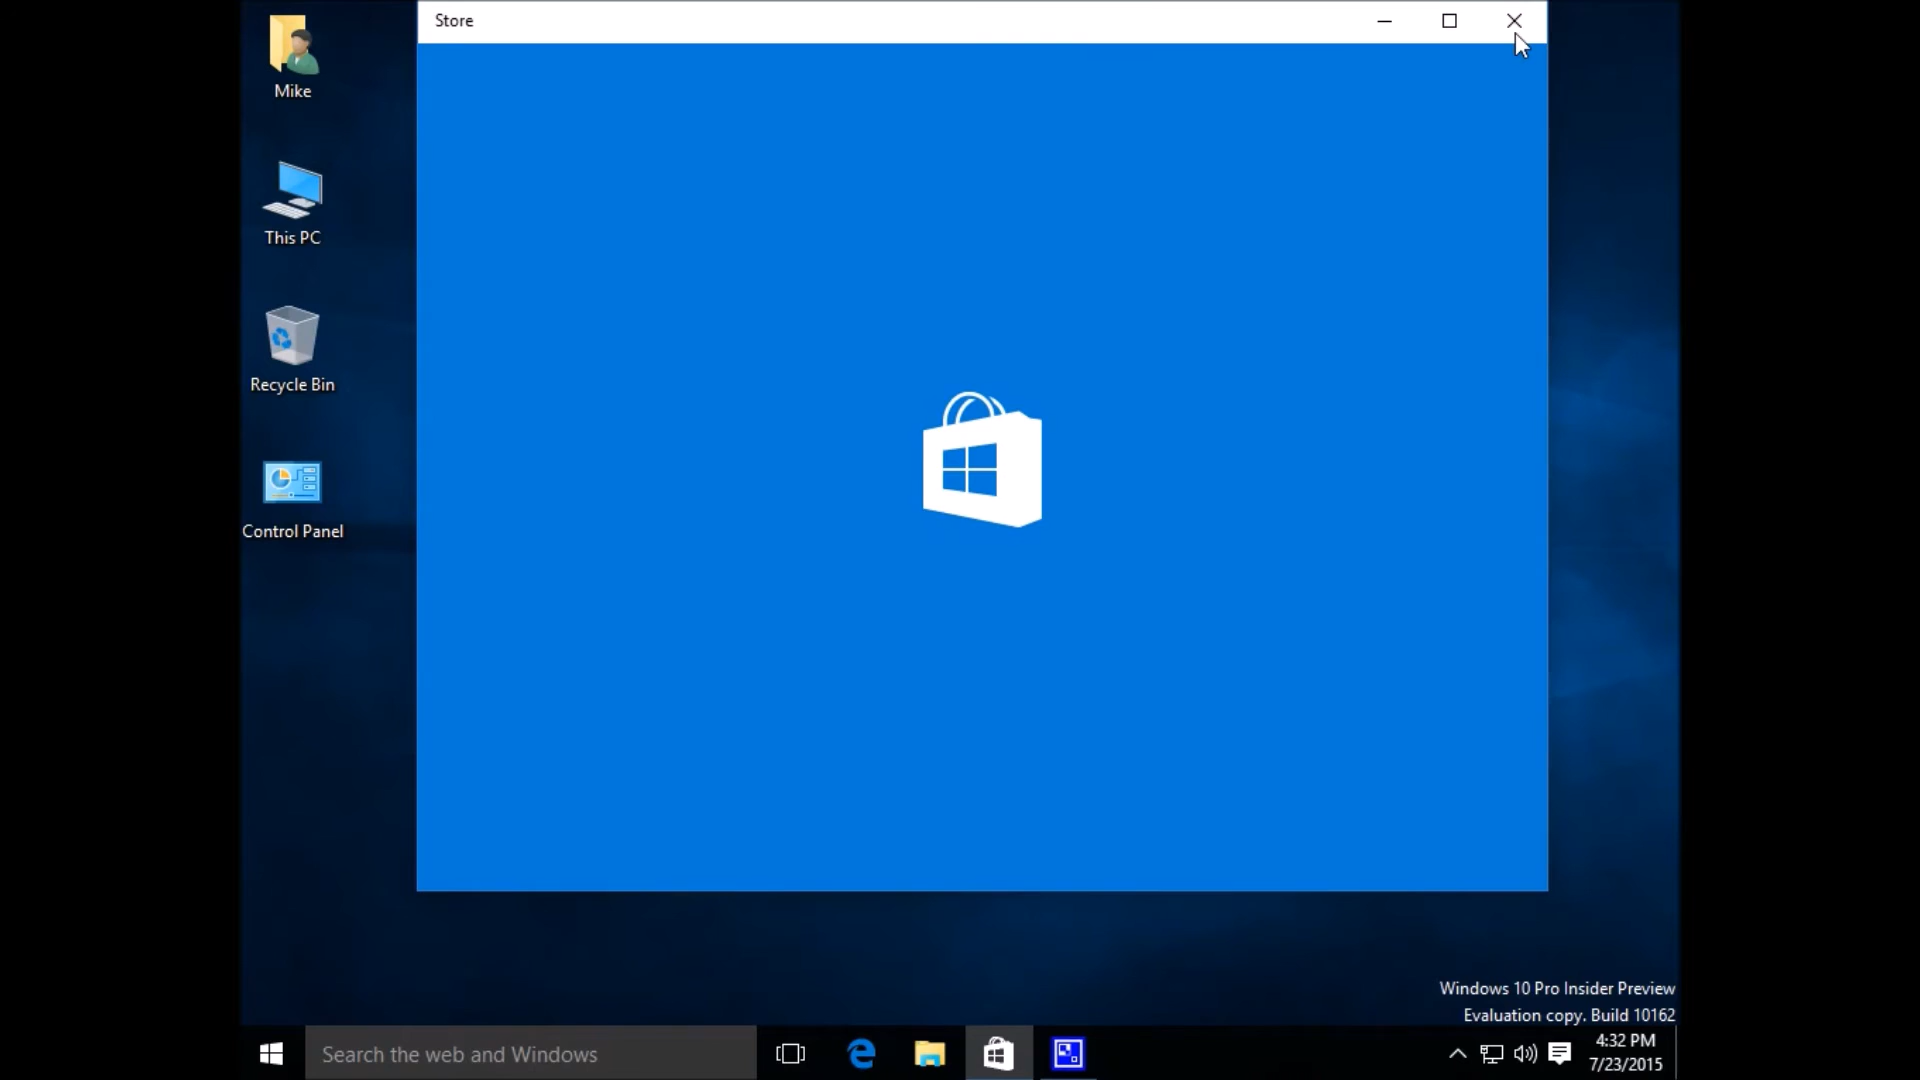 Store
Mike
This PC
Recycle Bin
Control Panel
Windows 10 Pro Insider Preview
Evaluation copy. Build 10162
Search the web and Windows
4:32 PM
7/23/2015